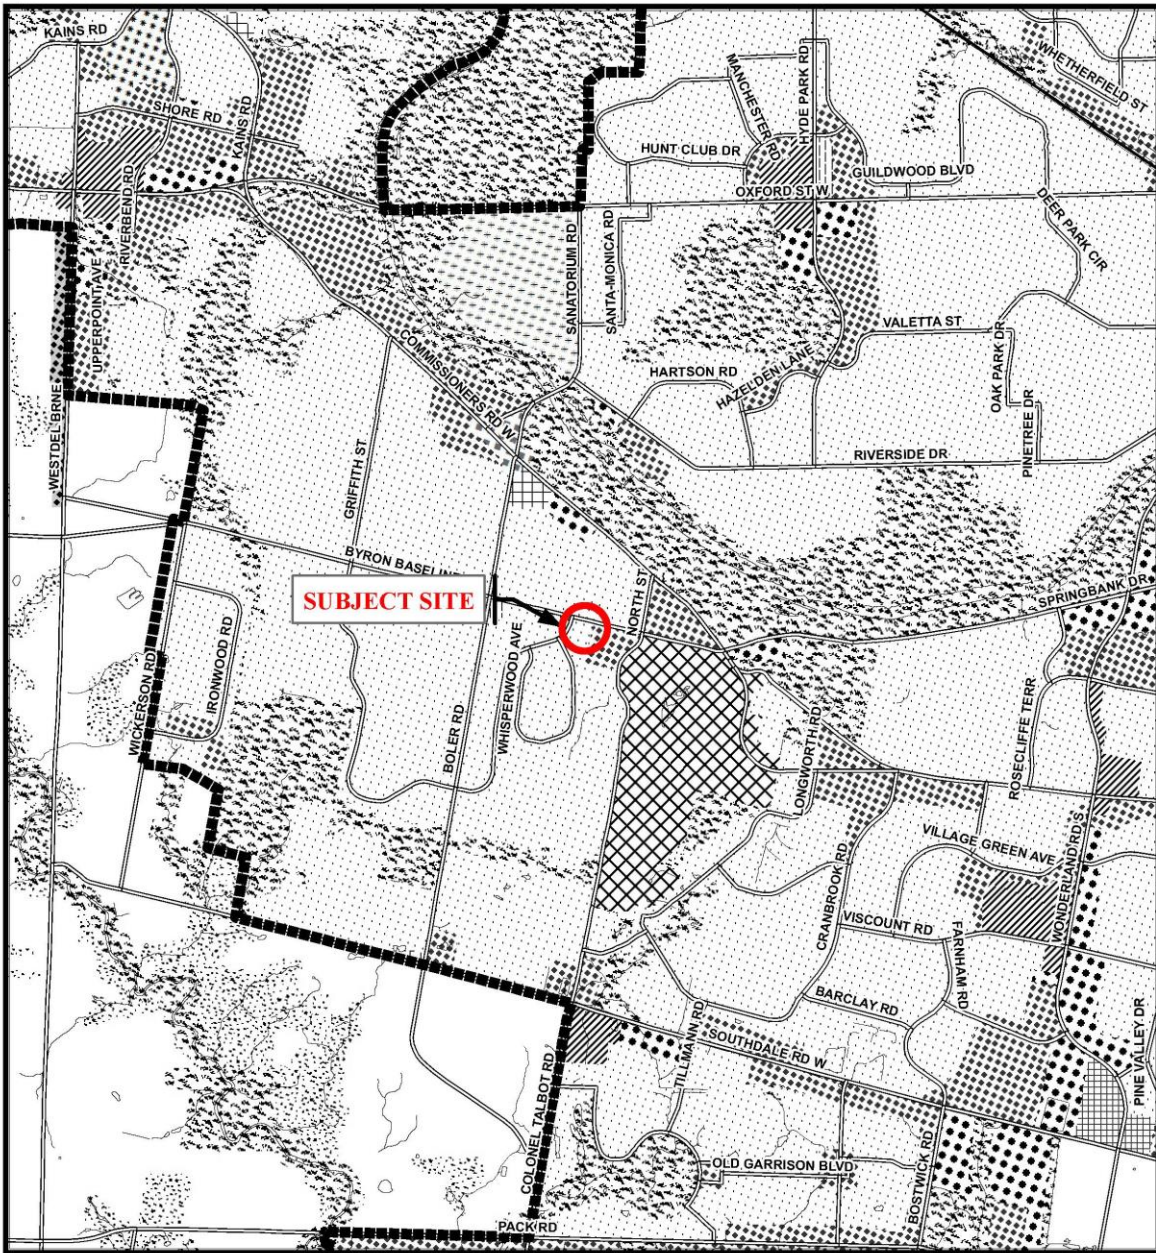 KAINS RD
SHORE RD
KAINS RD
RIVERBEND RD
UPPERPOINT AVE
WESTDEL BRNE
MANCHESTER RD
HYDE PARK RD
WHETHERFIELD ST
HUNT CLUB DR
GUILDWOOD BLVD
OXFORD ST W
DEER PARK CIR
SANATORIUM RD
SANTA-MONICA RD
VALETTA ST
COMMISSIONERS RD W
HARTSON RD
HAZELDEN LANE
OAK PARK DR
PINETREE DR
RIVERSIDE DR
GRIFFITH ST
BYRON BASELINE
SUBJECT SITE
NORTH ST
SPRINGBANK DR
WICKERSON RD
IRONWOOD RD
BOLER RD
WHISPERWOOD AVE
LONGWORTH RD
ROSECLIFFE TERR
VILLAGE GREEN AVE
WONDERLAND RD S
CRANBROOK RD
VISCOUNT RD
FARNHAM RD
BARCLAY RD
TILLMANN RD
SOUTHDALE RD W
PINE VALLEY DR
COLONEL TALBOT RD
OLD GARRISON BLVD
BOSTWICK RD
PACK RD